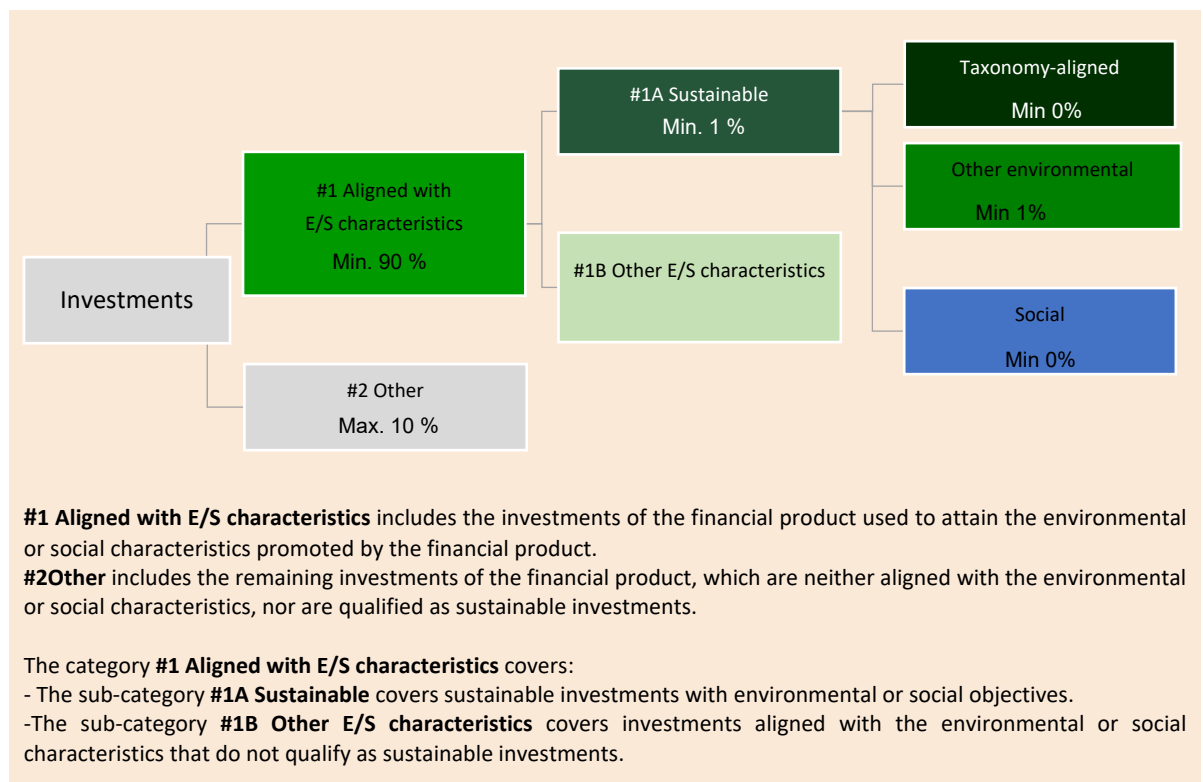 Taxonomy-aligned
Min 0%
#1A Sustainable
Min. 1 %
Other environmental
Min 1%
#1 Aligned with
E/S characteristics
Min. 90 %
#1B Other E/S characteristics
Investments
Social
Min 0%
#2 Other
Max. 10 %
#1 Aligned with E/S characteristics includes the investments of the financial product used to attain the environmental
or social characteristics promoted by the financial product.
#2Other includes the remaining investments of the financial product, which are neither aligned with the environmental
or social characteristics, nor are qualified as sustainable investments.
The category #1 Aligned with E/S characteristics covers:
- The sub-category #1A Sustainable covers sustainable investments with environmental or social objectives.
-The sub-category #1B Other E/S characteristics covers investments aligned with the environmental or social
characteristics that do not qualify as sustainable investments.